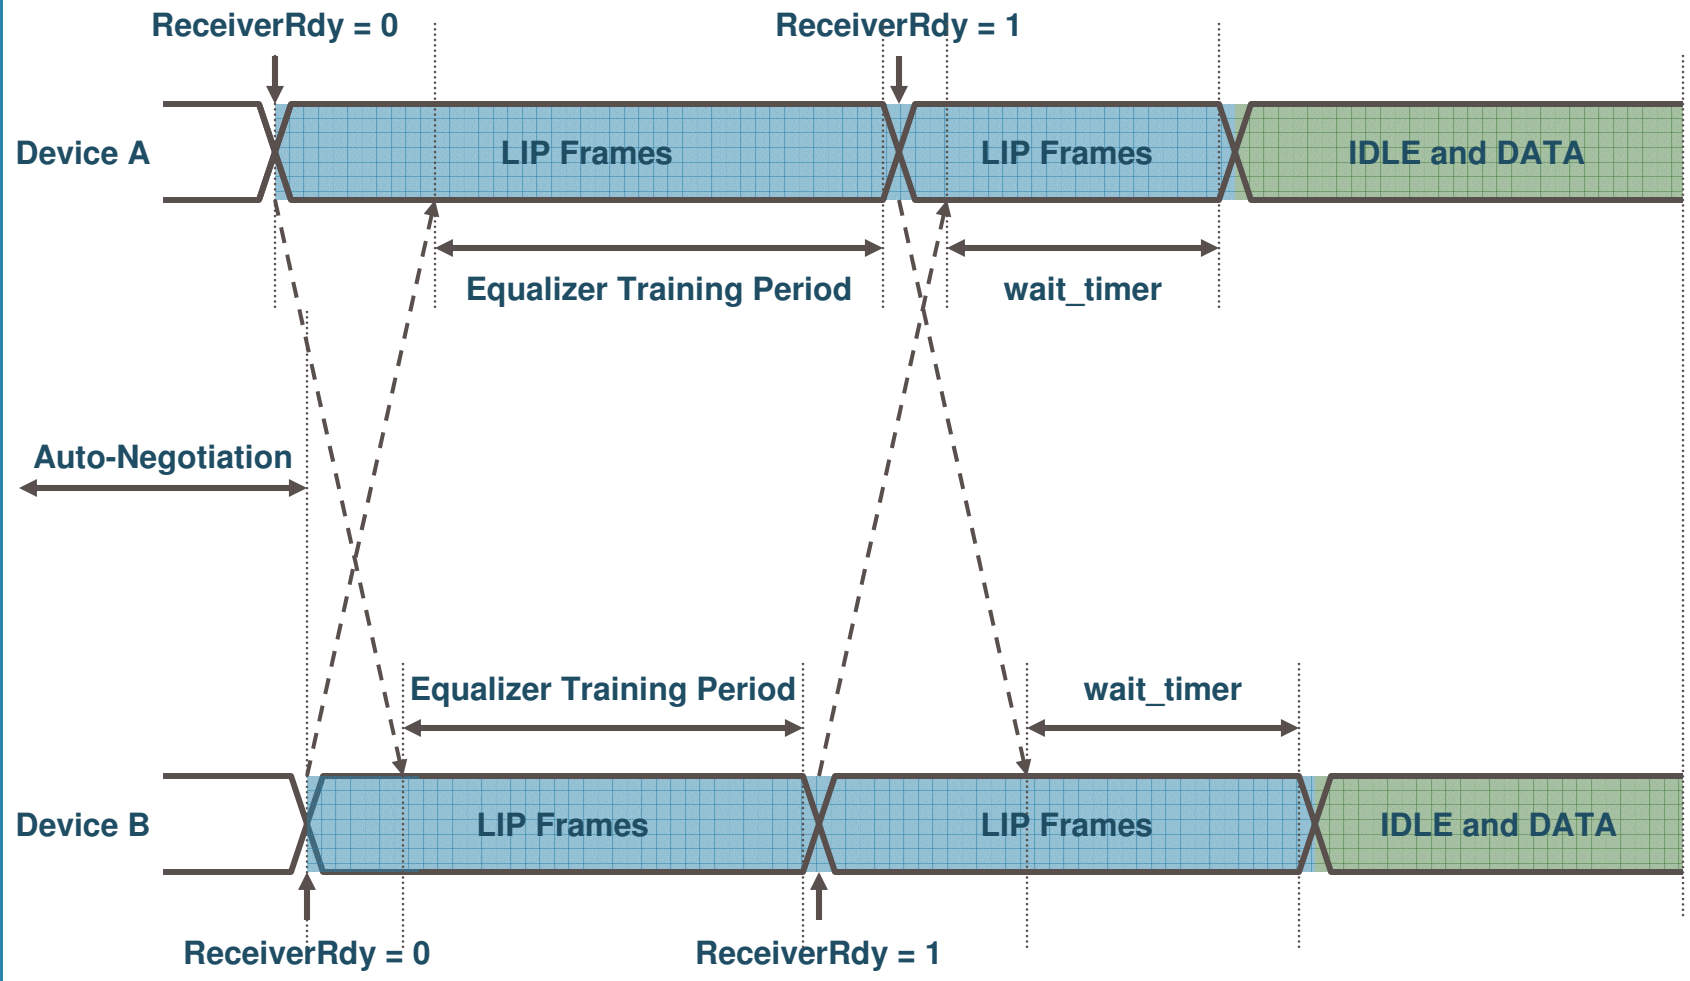 ReceiverRdy = 0
ReceiverRdy = 1
Device A
LIP Frames
LIP Frames
IDLE and DATA
Equalizer Training Period
wait_timer
Auto-Negotiation
Equalizer Training Period
wait_timer
Device B
LIP Frames
LIP Frames
IDLE and DATA
ReceiverRdy = 0
ReceiverRdy = 1